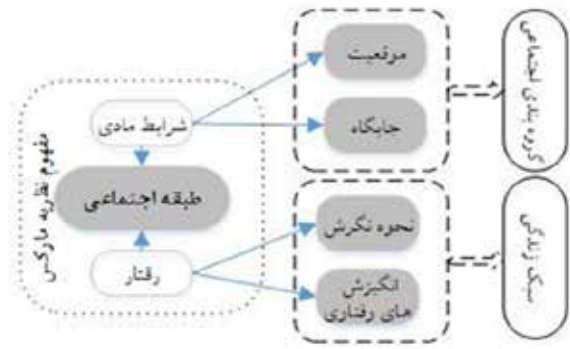 مفهوم نظریه مارکس
شرایط مادی
طبقه اجتماعی
رفتار
موقعیت
جایگاه
نحوه نگرش
انگیزش
های رفتاری
گروه بندی اجتماعی
سبک زندگی